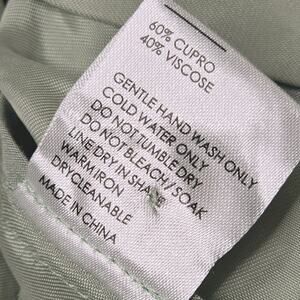 60% CUPRO
40% VISCOSE
GENTLE HAND WASH ONLY
COLD WATER ONLY
DO NOT TUMBLE DRY
DO NOT BLEACH / SOAK
LINE DRY IN SHADE
WARM IRON
DRYCLEANABLE
MADE IN CHINA